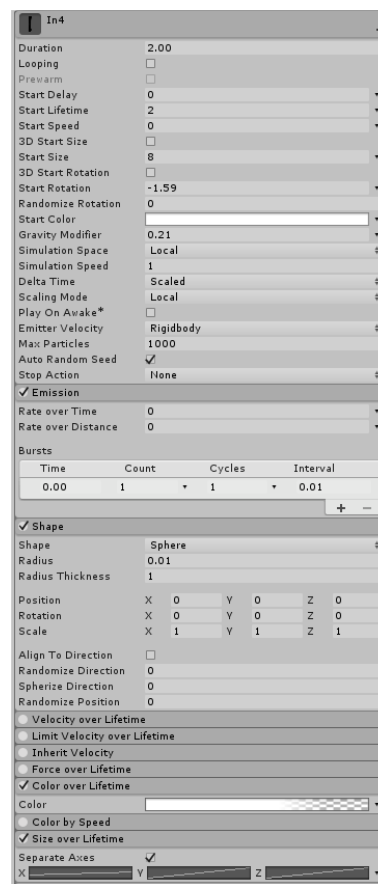 In4
Duration 2.00
Looping
Prewarm
Start Delay 0
Start Lifetime 2
Start Speed 0
3D Start Size
Start Size 8
3D Start Rotation
Start Rotation -1.59
Randomize Rotation 0
Start Color
Gravity Modifier 0.21
Simulation Space Local
Simulation Speed 1
Delta Time Scaled
Scaling Mode Local
Play On Awake*
Emitter Velocity Rigidbody
Max Particles 1000
Auto Random Seed
Stop Action None
Emission
Rate over Time 0
Rate over Distance 0
Bursts
Time Count Cycles Interval
0.00 1 1 0.01
Shape
Shape Sphere
Radius 0.01
Radius Thickness 1
Position X 0 Y 0 Z 0
Rotation X 0 Y 0 Z 0
Scale X 1 Y 1 Z 1
Align To Direction
Randomize Direction 0
Spherize Direction 0
Randomize Position 0
Velocity over Lifetime
Limit Velocity over Lifetime
Inherit Velocity
Force over Lifetime
Color over Lifetime
Color
Color by Speed
Size over Lifetime
Separate Axes
X Y Z